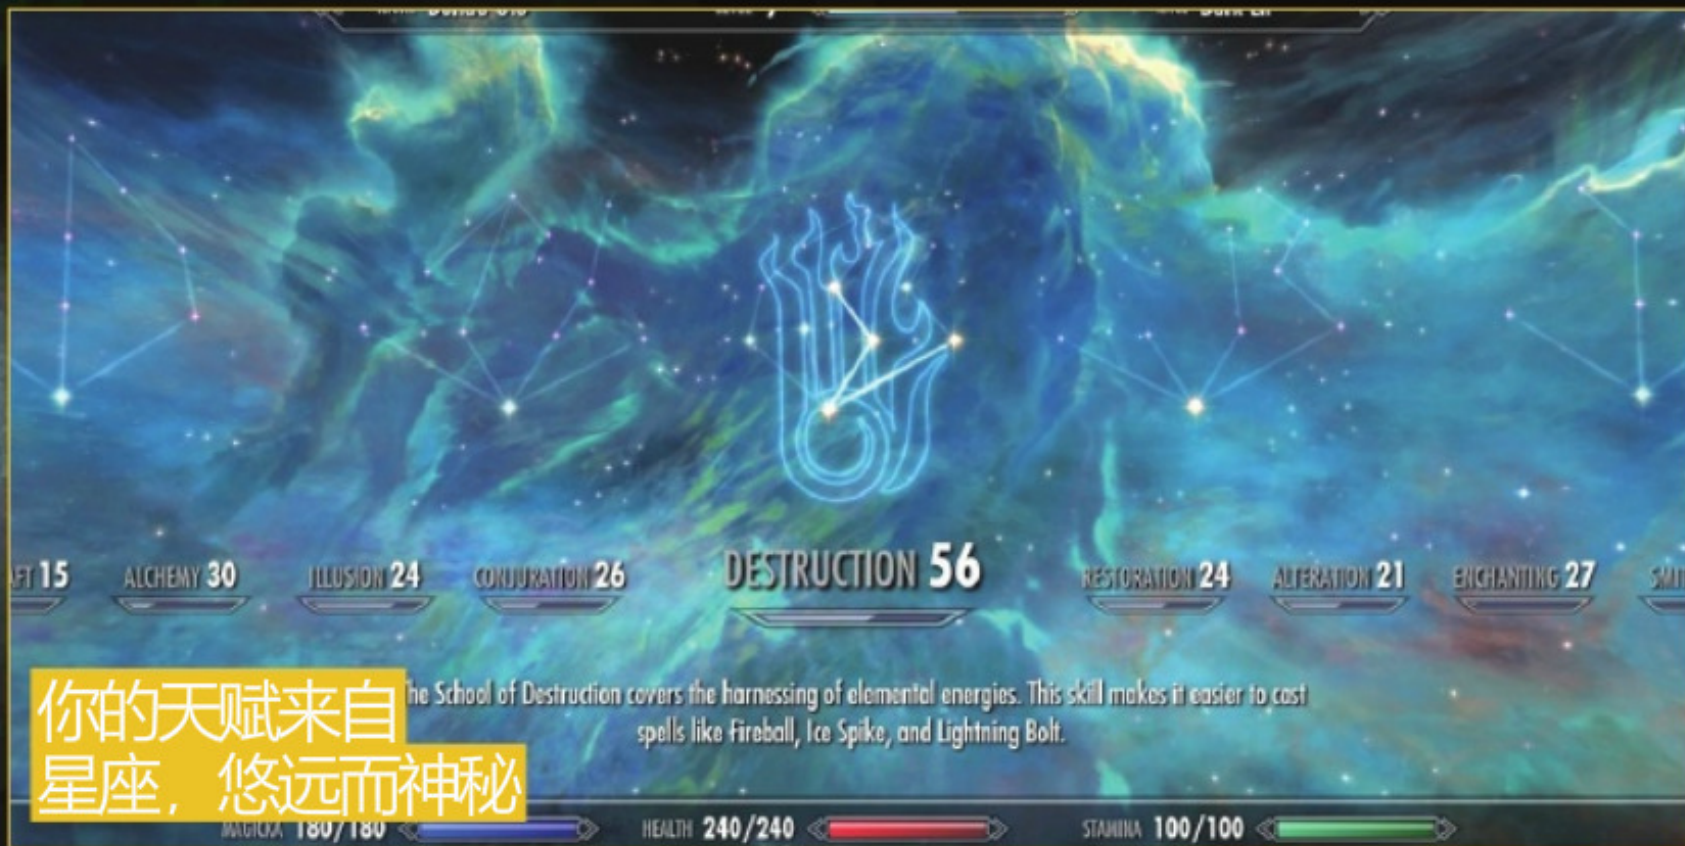 ALCHEMY 30
ILLUSION 24
CONJURATION 26
DESTRUCTION 56
RESTORATION 24
ALTERATION 21
ENCHANTING 27
15
he School of Destruction covers the harnessing of elemental energies. This skill makes it easier to cast
spells like Fireball, Ice Spike, and Lightning Bolt.
你的天赋来自
星座，悠远而神秘
MAGICKA 180/180
HEALTH 240/240
STAMINA 100/100